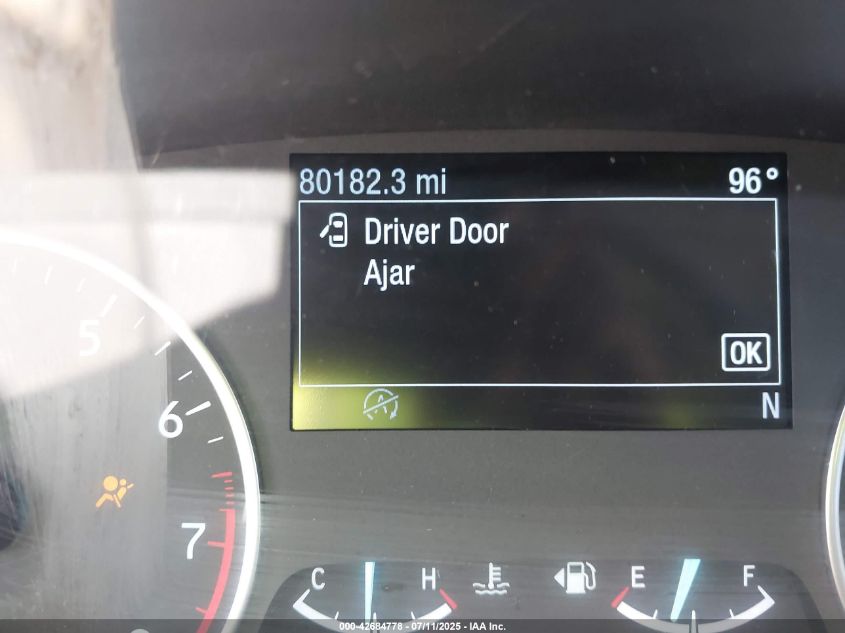 80182.3 mi 96°
Driver Door
Ajar
OK
N
5
6
7
C H E F
000-42684778 - 07/11/2025 - IAA Inc.